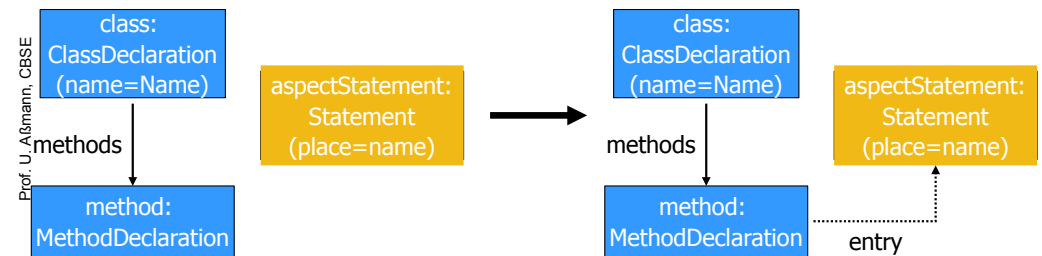 Prof. U. Aßmann, CBSE
class:
ClassDeclaration
(name=Name)
aspectStatement:
Statement
(place=name)
methods
method:
MethodDeclaration
class:
ClassDeclaration
(name=Name)
aspectStatement:
Statement
(place=name)
methods
method:
MethodDeclaration
entry